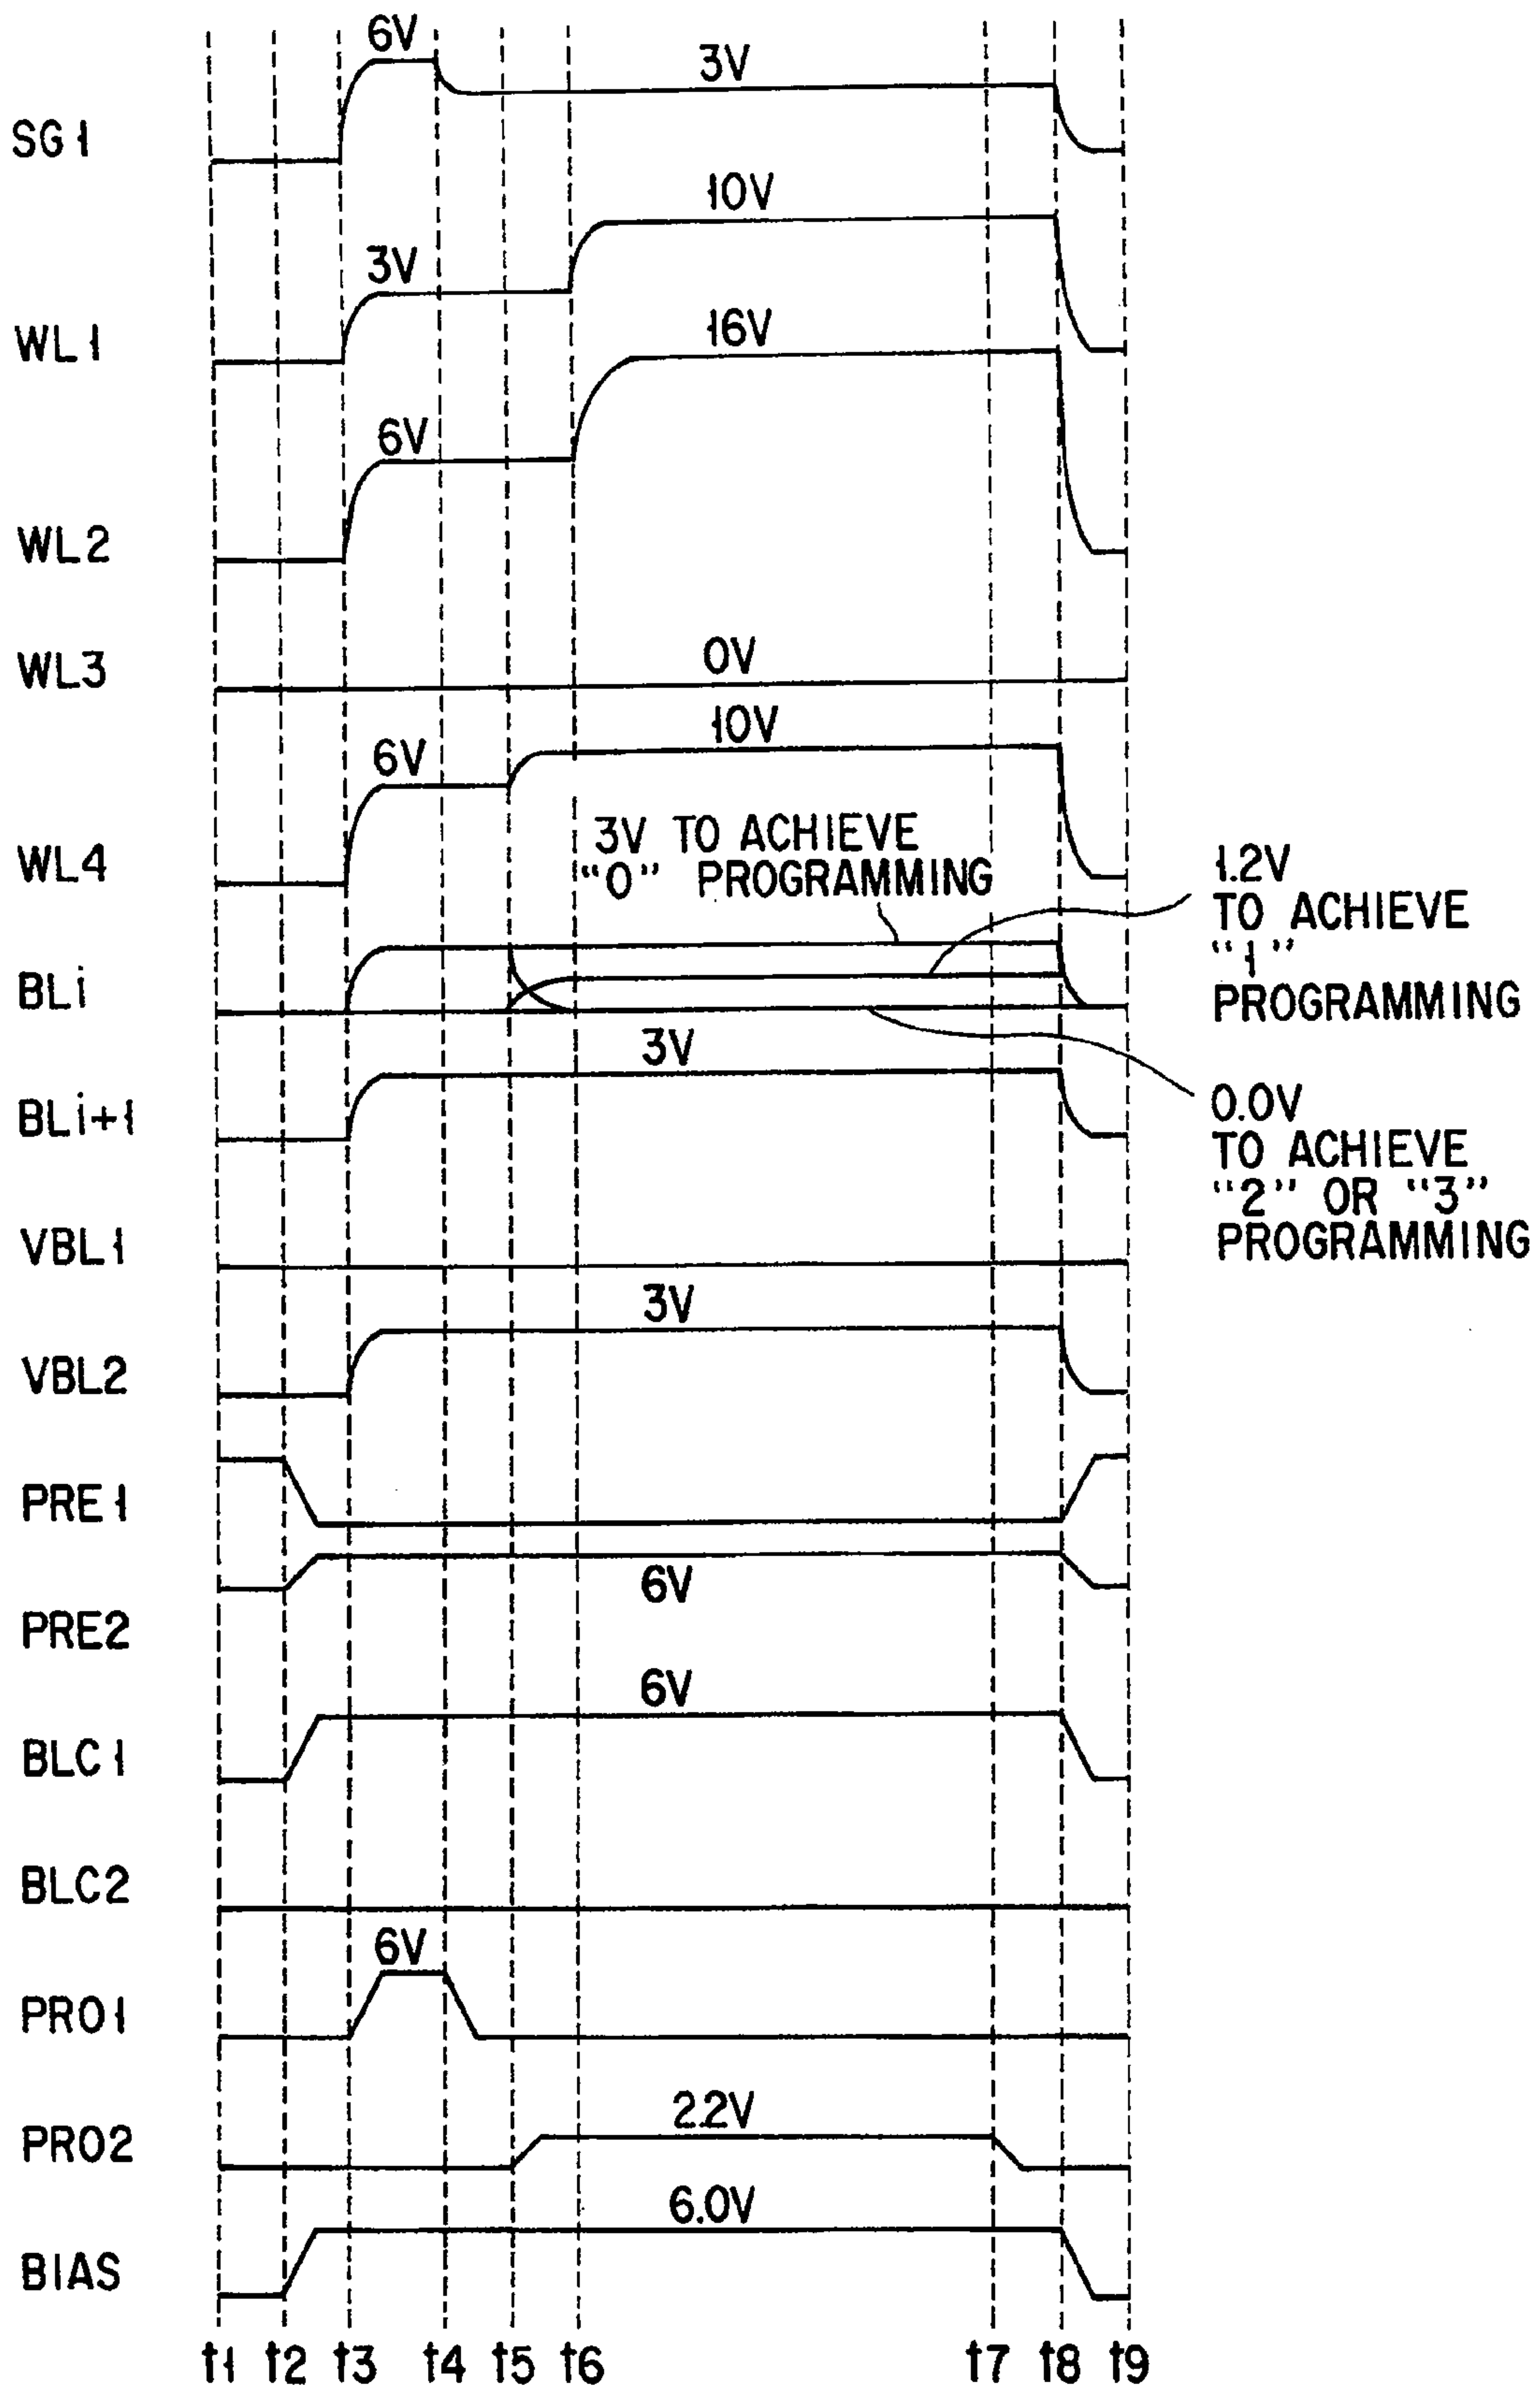 6V
3V
SG1
10V
3V
WL1
16V
6V
WL2
0V
WL3
10V
6V
WL4
3V TO ACHIEVE
"0" PROGRAMMING
1.2V
TO ACHIEVE
"1"
PROGRAMMING
BLi
3V
BLi+1
0.0V
TO ACHIEVE
"2" OR "3"
PROGRAMMING
VBL1
3V
VBL2
PRE1
6V
PRE2
6V
BLC1
BLC2
6V
PRO1
2.2V
PRO2
6.0V
BIAS
t1 t2 t3 t4 t5 t6 t7 t8 t9